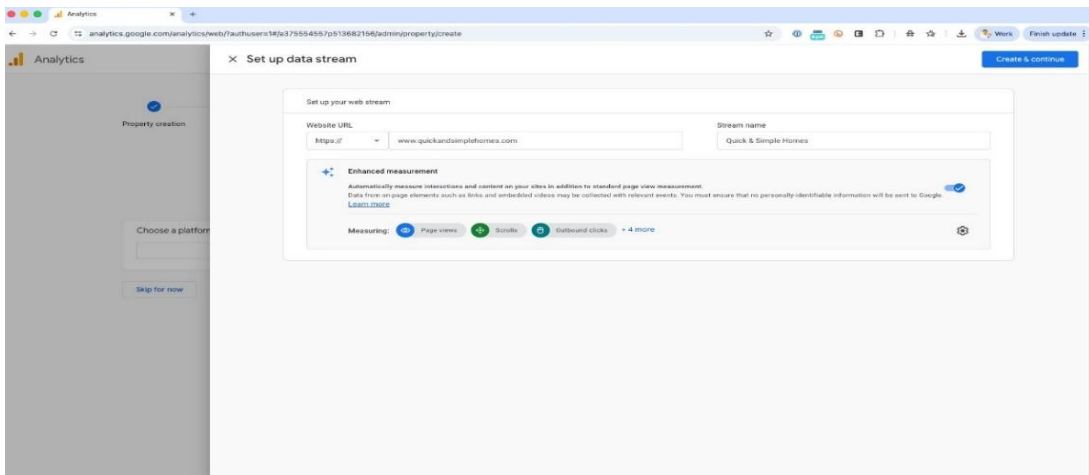 Analytics
analytics.google.com/analytics/web/?authuser=1#/a375554557p513682156/admin/property/create
Work
Finish update
Analytics
Set up data stream
Create & continue
Property creation
Set up your web stream
Website URL
Stream name
https://
www.quickandsimplehomes.com
Quick & Simple Homes
Enhanced measurement
Automatically measure interactions and content on your sites in addition to standard page view measurement.
Data from on-page elements such as links and embedded videos may be collected with relevant events. You must ensure that no personally-identifiable information will be sent to Google.
Learn more
Measuring: Page views Scrolls Outbound clicks + 4 more
Choose a platform
Skip for now